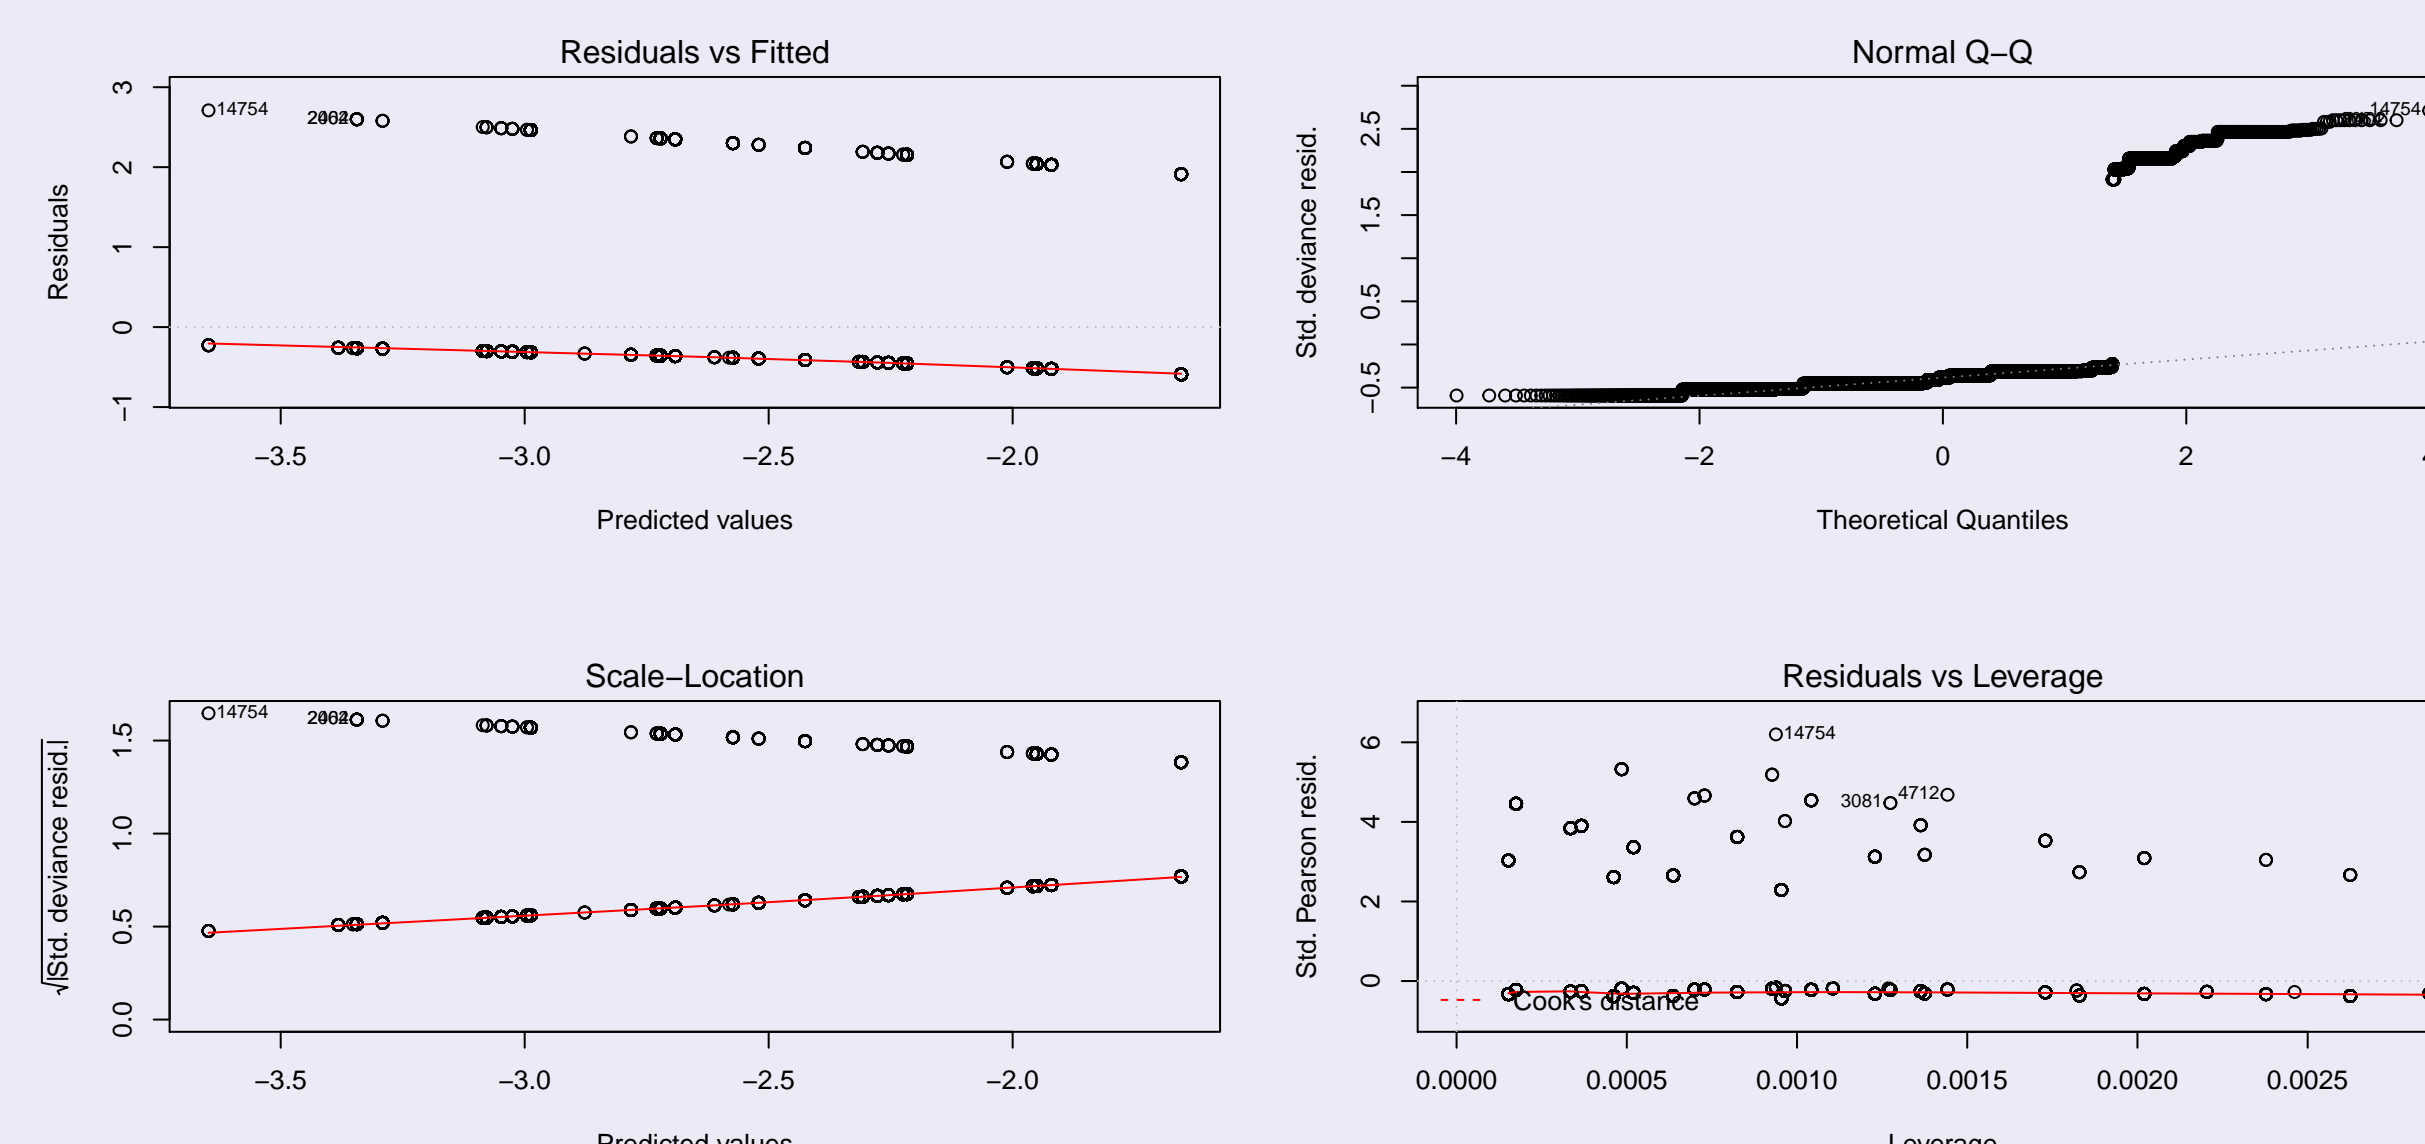 Residuals vs Fitted
Residuals
3
2
1
0
−1
14754
−3.5 −3.0 −2.5 −2.0
Predicted values
Normal Q−Q
Std. deviance resid.
2.5
1.5
0.5
−0.5
14754
−4 −2 0 2
Theoretical Quantiles
Scale−Location
√|Std. deviance resid.|
1.5
1.0
0.5
0.0
14754
−3.5 −3.0 −2.5 −2.0
Predicted values
Residuals vs Leverage
Std. Pearson resid.
6
4
2
0
14754
3081
4712
Cook's distance
0.0000 0.0005 0.0010 0.0015 0.0020 0.0025
Leverage